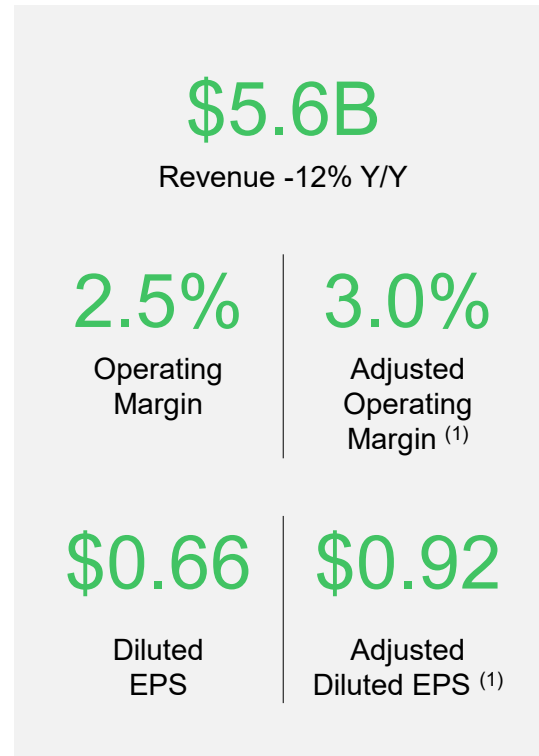 $5.6B
Revenue -12% Y/Y
2.5%
Operating
Margin
3.0%
Adjusted
Operating
Margin (1)
$0.66
Diluted
EPS
$0.92
Adjusted
Diluted EPS (1)